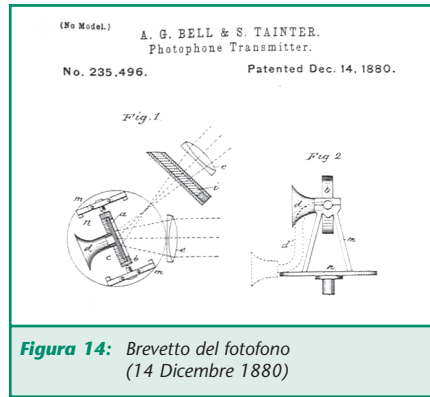 (No Model.)
A. G. BELL & S. TAINTER.
Photophone Transmitter.
No. 235,496.
Patented Dec. 14, 1880.
Fig. 1
Fig 2
m
n
a
d
c
b
m
e
i
e
b
d
d'
m
n
Figura 14: Brevetto del fotofono
(14 Dicembre 1880)